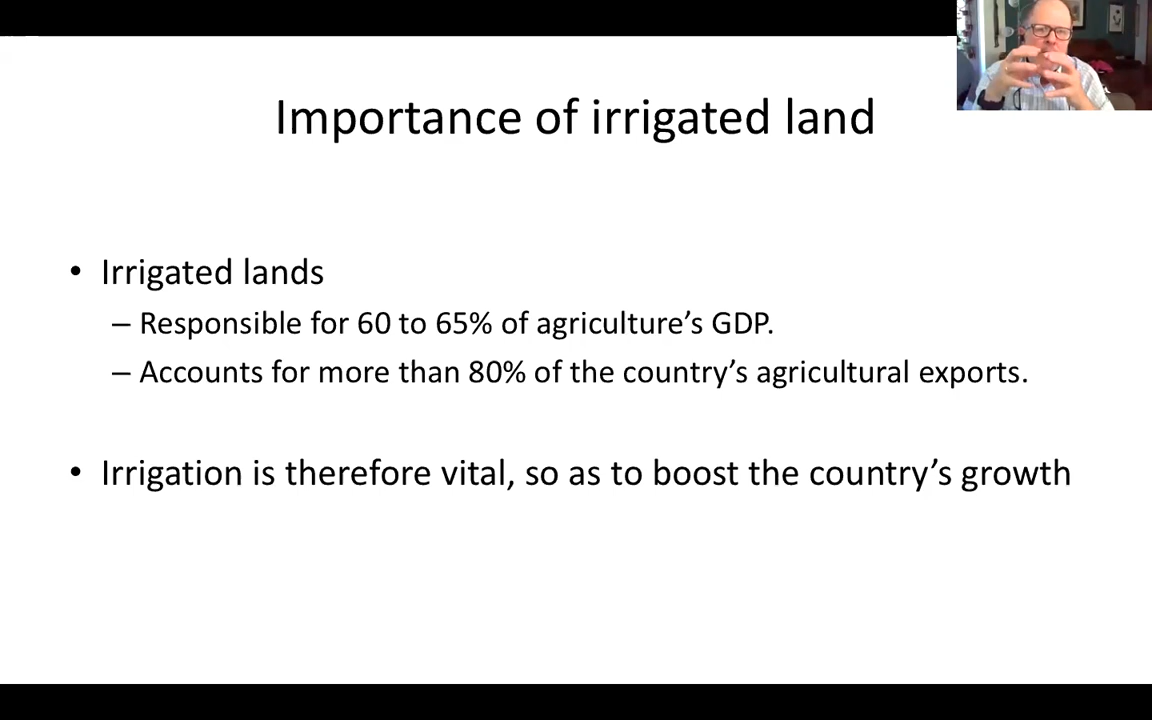 Importance of irrigated land
• Irrigated lands
– Responsible for 60 to 65% of agriculture’s GDP.
– Accounts for more than 80% of the country’s agricultural exports.
• Irrigation is therefore vital, so as to boost the country’s growth